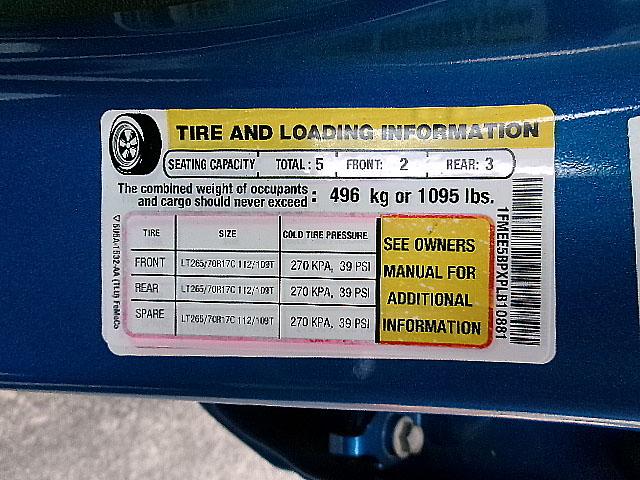 TIRE AND LOADING INFORMATION
SEATING CAPACITY TOTAL: 5 FRONT: 2 REAR: 3
The combined weight of occupants and cargo should never exceed : 496 kg or 1095 lbs.
TIRE SIZE COLD TIRE PRESSURE
FRONT LT265/70R17C 112/109T 270 KPA, 39 PSI
REAR LT265/70R17C 112/109T 270 KPA, 39 PSI
SPARE LT265/70R17C 112/109T 270 KPA, 39 PSI
SEE OWNERS
MANUAL FOR
ADDITIONAL
INFORMATION
1FMEE5BPXPLB10881